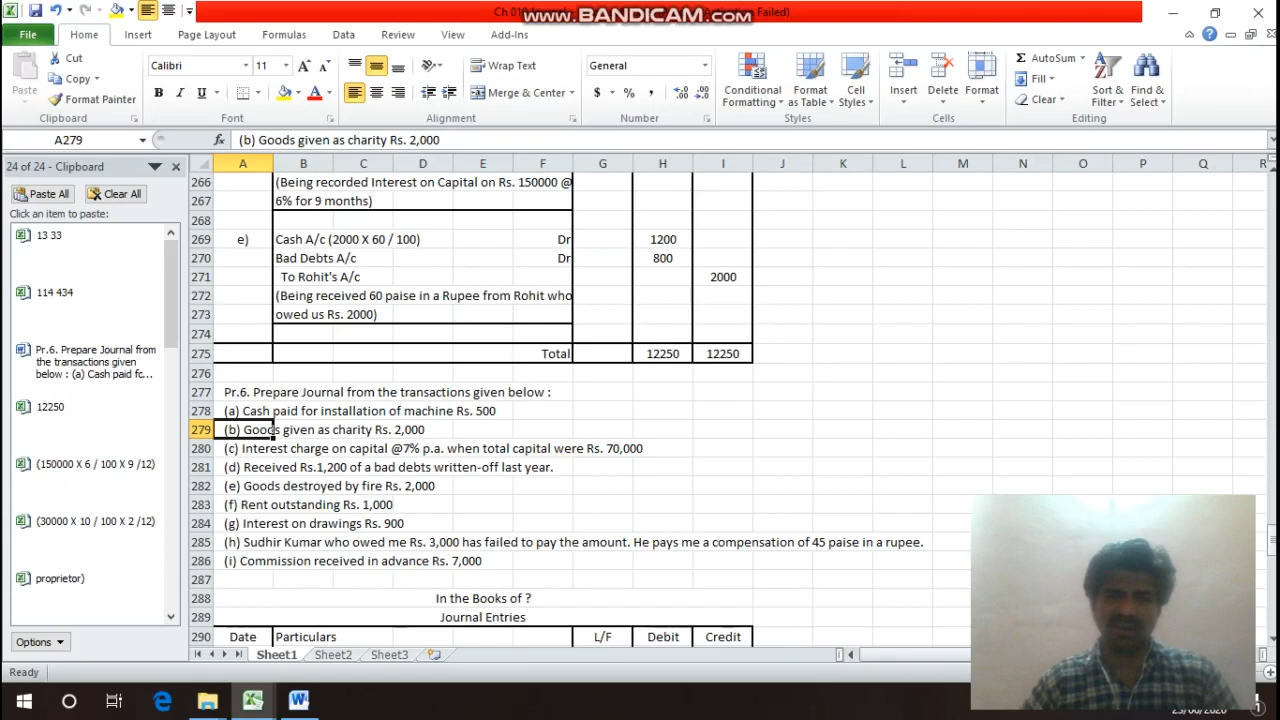 Ch 01
www.BANDICAM.com
Failed)
File
Home
Insert
Page Layout
Formulas
Data
Review
View
Add-Ins
Paste
Cut
Copy
Format Painter
Clipboard
Calibri
11
B I U
Font
Wrap Text
Merge & Center
Alignment
General
$ % ,
Number
Conditional Formatting
Format as Table
Cell Styles
Styles
Insert
Delete
Format
Cells
AutoSum
Fill
Clear
Sort & Filter
Find & Select
Editing
A279
fx
(b) Goods given as charity Rs. 2,000
24 of 24 - Clipboard
Paste All
Clear All
Click an item to paste:
13 33
114 434
Pr.6. Prepare Journal from
the transactions given
below : (a) Cash paid fc...
12250
(150000 X 6 / 100 X 9 /12)
(30000 X 10 / 100 X 2 /12)
proprietor)
Options
A B C D E F G H I J K L M N O P Q R
266 (Being recorded Interest on Capital on Rs. 150000 @
267 6% for 9 months)
268
269 e) Cash A/c (2000 X 60 / 100) Dr 1200
270 Bad Debts A/c Dr 800
271 To Rohit's A/c 2000
272 (Being received 60 paise in a Rupee from Rohit who
273 owed us Rs. 2000)
274
275 Total 12250 12250
276
277 Pr.6. Prepare Journal from the transactions given below :
278 (a) Cash paid for installation of machine Rs. 500
279 (b) Goods given as charity Rs. 2,000
280 (c) Interest charge on capital @7% p.a. when total capital were Rs. 70,000
281 (d) Received Rs.1,200 of a bad debts written-off last year.
282 (e) Goods destroyed by fire Rs. 2,000
283 (f) Rent outstanding Rs. 1,000
284 (g) Interest on drawings Rs. 900
285 (h) Sudhir Kumar who owed me Rs. 3,000 has failed to pay the amount. He pays me a compensation of 45 paise in a rupee.
286 (i) Commission received in advance Rs. 7,000
287
288 In the Books of ?
289 Journal Entries
290 Date Particulars L/F Debit Credit
Sheet1
Sheet2
Sheet3
Ready